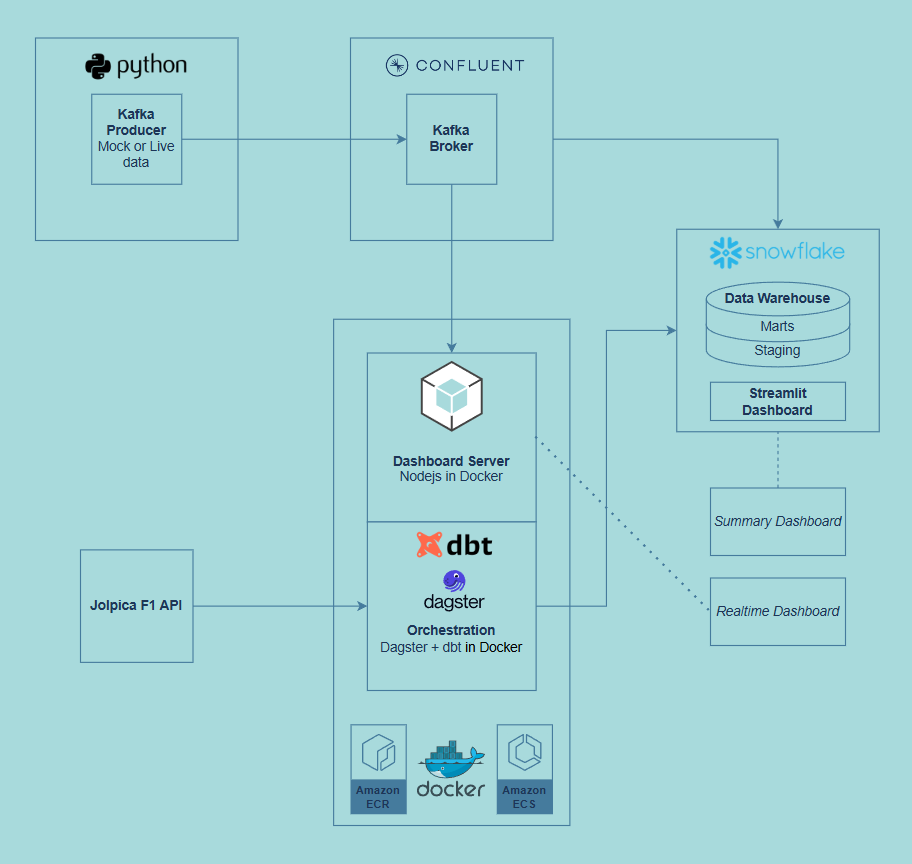 python
CONFLUENT
Kafka
Producer
Mock or Live
data
Kafka
Broker
snowflake
Data Warehouse
Marts
Staging
Streamlit
Dashboard
Dashboard Server
Nodejs in Docker
Summary Dashboard
dbt
dagster
Orchestration
Dagster + dbt in Docker
Jolpica F1 API
Realtime Dashboard
Amazon
ECR
docker
Amazon
ECS